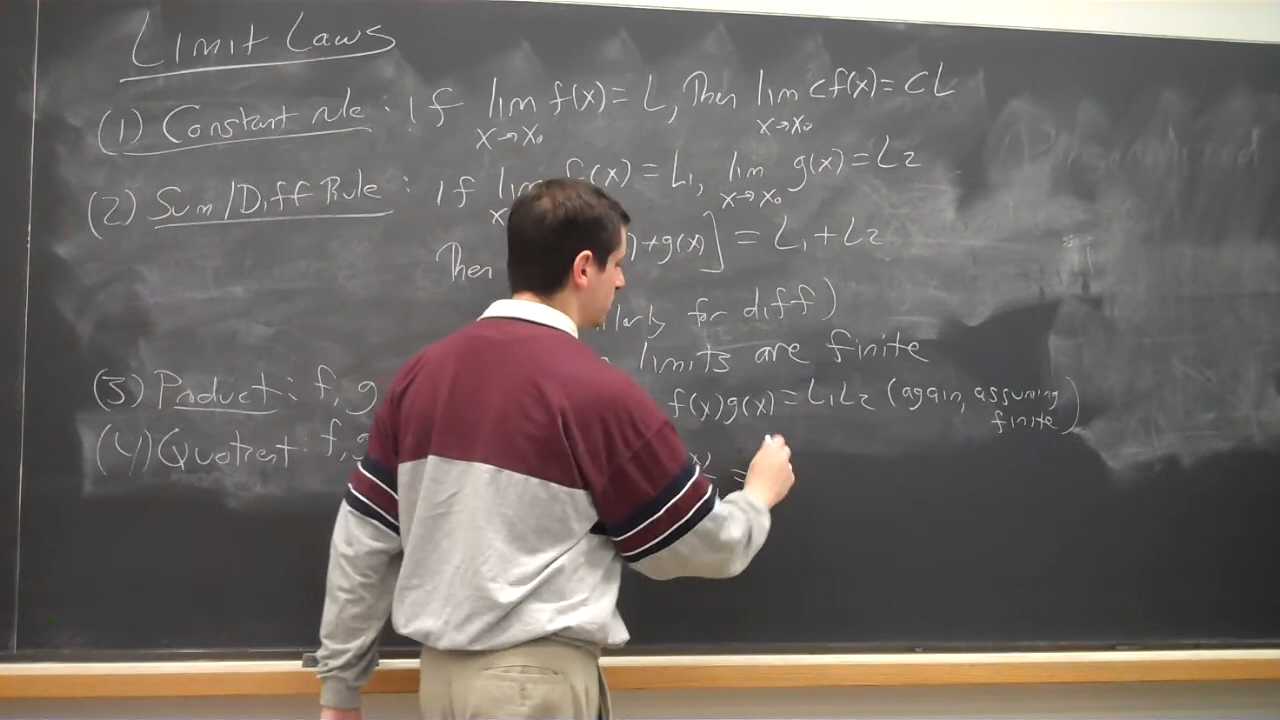 Limit Laws
(1) Constant rule: If lim f(x) = L, Then lim cf(x) = cL
x→x₀ x→x₀
(2) Sum/Diff Rule: If lim f(x) = L₁, lim g(x) = L₂
x x→x₀
Then +g(x)] = L₁ + L₂
for diff)
limits are finite
(3) Product: f, g f(x)g(x) = L₁L₂ (again, assuming
finite)
(4) Quotient: f, g x) =